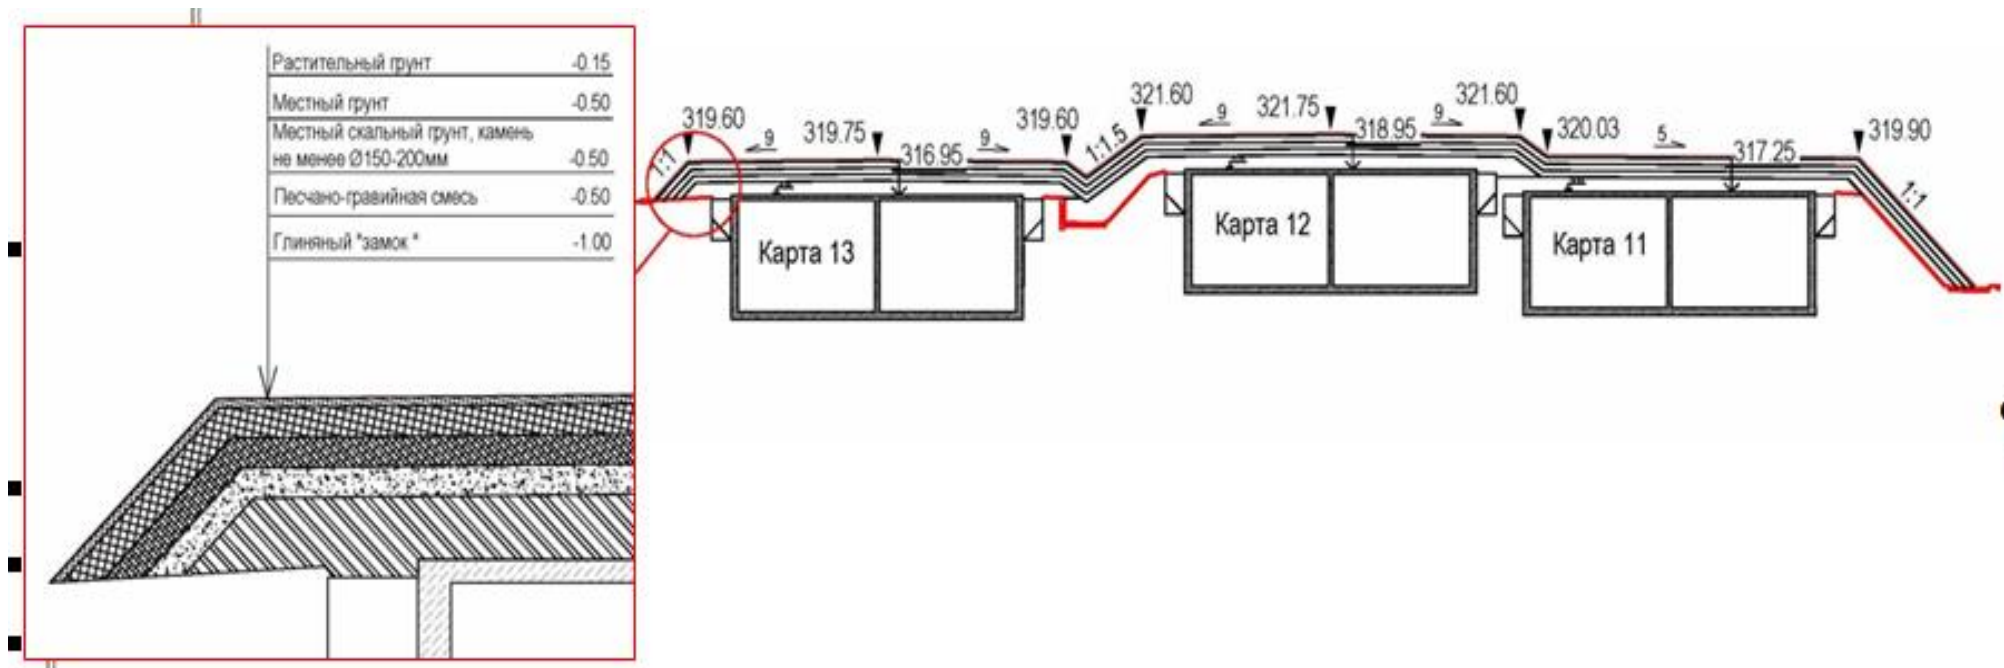 Растительный грунт -0.15
Местный грунт -0.50
Местный скальный грунт, камень
не менее Ø150-200мм -0.50
Песчано-гравийная смесь -0.50
Глиняный "замок " -1.00
1:1
319.60
9
319.75
316.95
9
319.60
1:1.5
321.60
9
321.75
318.95
9
321.60
320.03
5
317.25
319.90
1:1
Карта 13
Карта 12
Карта 11